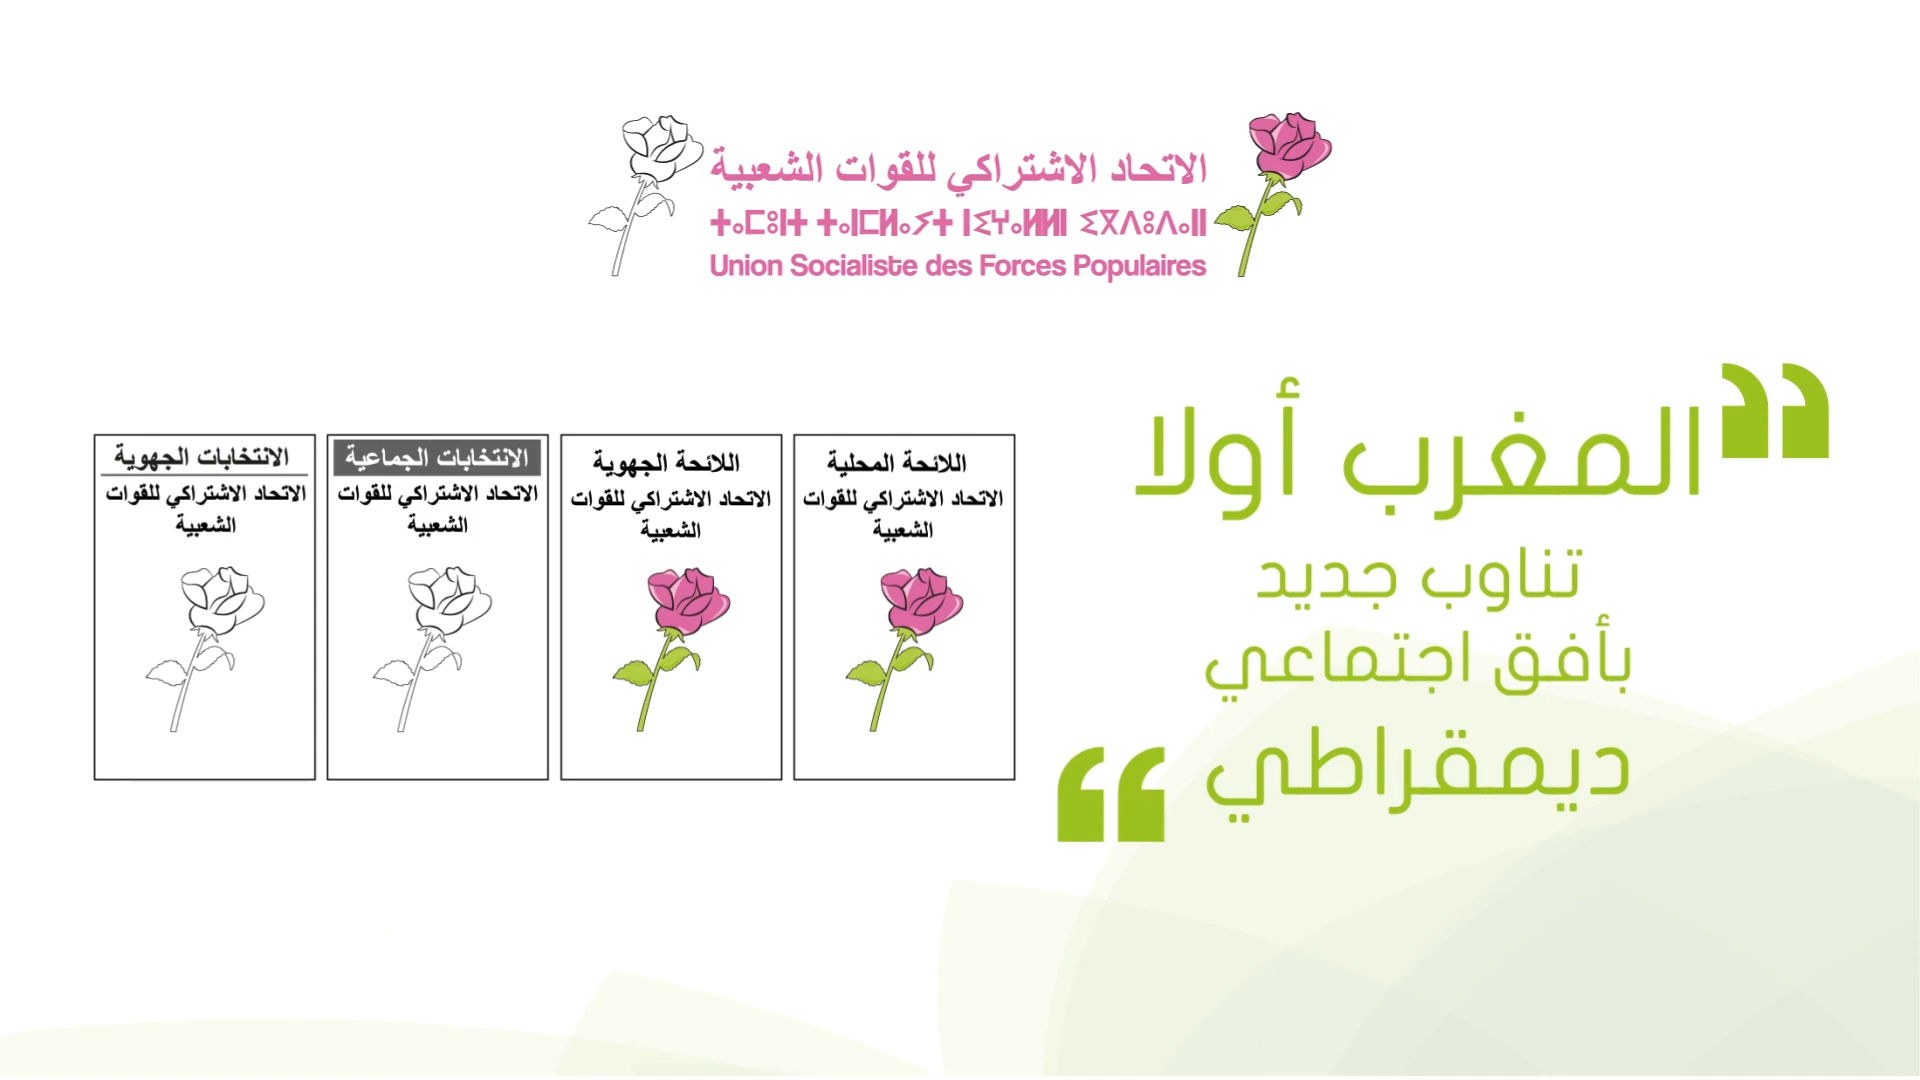 الاتحاد الاشتراكي للقوات الشعبية
ⵜⴰⵎⵓⵏⵜ ⵜⴰⵏⵎⵍⴰⵢⵜ ⵏⵉⵖⴰⵍⵍⵏ ⵉⴳⴷⵓⴷⴰⵏⵏ
Union Socialiste des Forces Populaires
المغرب أولا
تناوب جديد
بأفق اجتماعي
ديمقراطي
اللائحة المحلية
الاتحاد الاشتراكي للقوات
الشعبية
اللائحة الجهوية
الاتحاد الاشتراكي للقوات
الشعبية
الانتخابات الجماعية
الاتحاد الاشتراكي للقوات
الشعبية
الانتخابات الجهوية
الاتحاد الاشتراكي للقوات
الشعبية